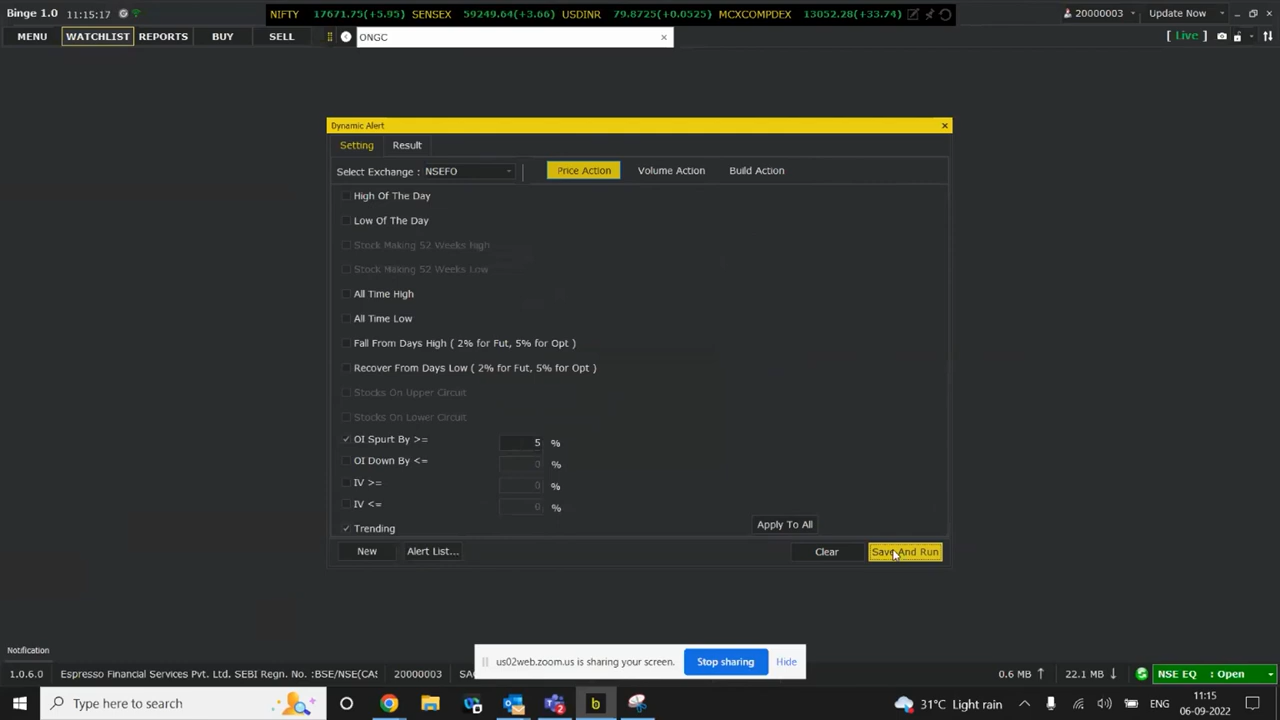 Binge 1.0 11:15:17 NIFTY 17671.75(+5.95) SENSEX 59249.64(+3.66) USDINR 79.8725(+0.0525) MCXCOMPDEX 13052.28(+33.74) 20000003 Update Now
MENU WATCHLIST REPORTS BUY SELL ONGC [ Live ]
Dynamic Alert
Setting Result
Select Exchange : NSEFO Price Action Volume Action Build Action
High Of The Day
Low Of The Day
Stock Making 52 Weeks High
Stock Making 52 Weeks Low
All Time High
All Time Low
Fall From Days High ( 2% for Fut, 5% for Opt )
Recover From Days Low ( 2% for Fut, 5% for Opt )
Stocks On Upper Circuit
Stocks On Lower Circuit
OI Spurt By >= 5 %
OI Down By <= 0 %
IV >= 0 %
IV <= 0 %
Trending Apply To All
New Alert List... Clear Save And Run
Notification
us02web.zoom.us is sharing your screen. Stop sharing Hide
1.0.6.0 Espresso Financial Services Pvt. Ltd. SEBI Regn. No. :BSE/NSE(CAS 20000003 0.6 MB 22.1 MB NSE EQ : Open
Type here to search 31°C Light rain ENG 11:15
06-09-2022